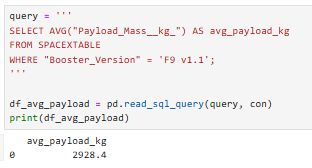 query = '''
SELECT AVG("Payload_Mass__kg_") AS avg_payload_kg
FROM SPACEXTABLE
WHERE "Booster_Version" = 'F9 v1.1';
'''
df_avg_payload = pd.read_sql_query(query, con)
print(df_avg_payload)
avg_payload_kg
0 2928.4